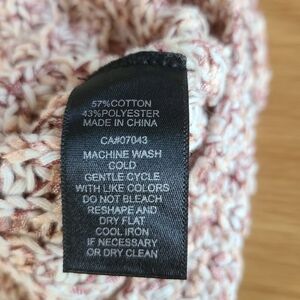 57%COTTON
43%POLYESTER
MADE IN CHINA
CA#07043
MACHINE WASH
COLD
GENTLE CYCLE
WITH LIKE COLORS
DO NOT BLEACH
RESHAPE AND
DRY FLAT
COOL IRON
IF NECESSARY
OR DRY CLEAN